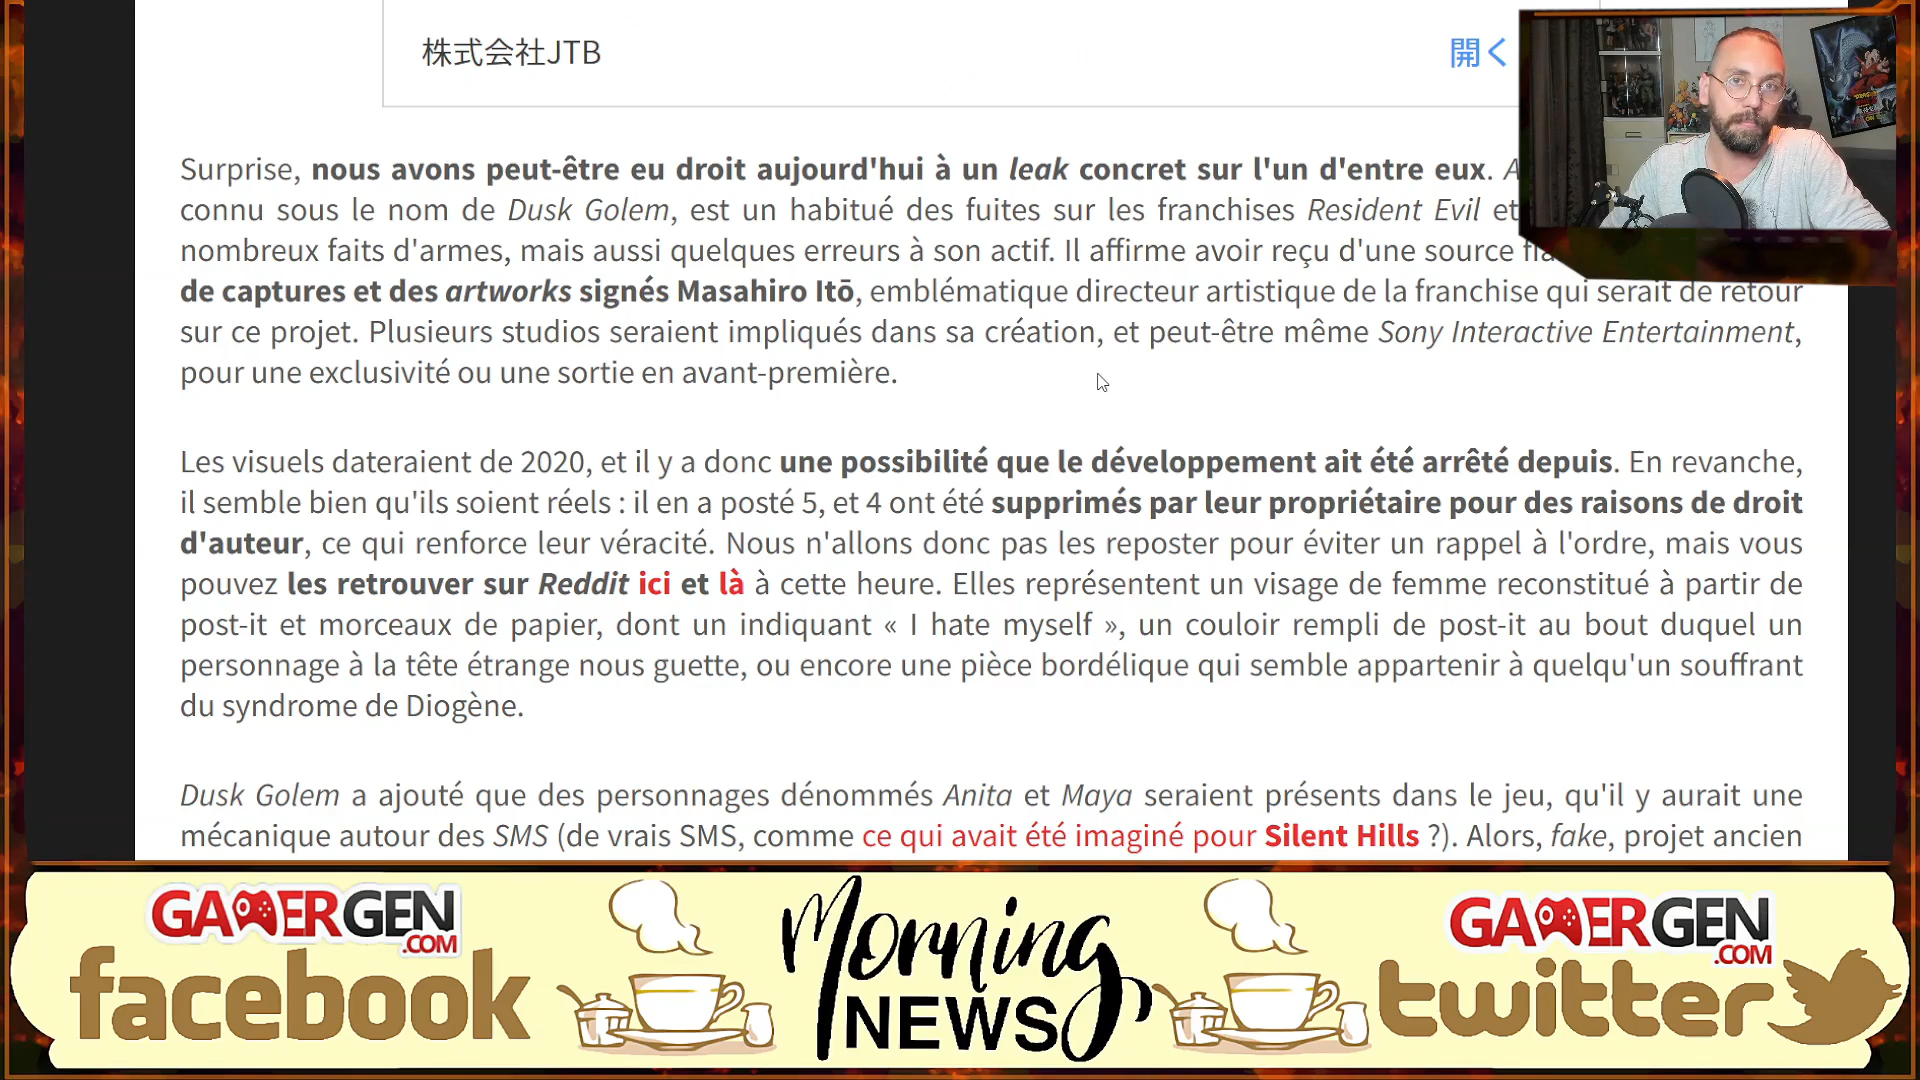 株式会社JTB
開く
Surprise, nous avons peut-être eu droit aujourd'hui à un leak concret sur l'un d'entre eux.
connu sous le nom de Dusk Golem, est un habitué des fuites sur les franchises Resident Evil et
nombreux faits d'armes, mais aussi quelques erreurs à son actif. Il affirme avoir reçu d'une source
de captures et des artworks signés Masahiro Itō, emblématique directeur artistique de la franchise qui serait de retour
sur ce projet. Plusieurs studios seraient impliqués dans sa création, et peut-être même Sony Interactive Entertainment,
pour une exclusivité ou une sortie en avant-première.
Les visuels dateraient de 2020, et il y a donc une possibilité que le développement ait été arrêté depuis. En revanche,
il semble bien qu'ils soient réels : il en a posté 5, et 4 ont été supprimés par leur propriétaire pour des raisons de droit
d'auteur, ce qui renforce leur véracité. Nous n'allons donc pas les reposter pour éviter un rappel à l'ordre, mais vous
pouvez les retrouver sur Reddit ici et là à cette heure. Elles représentent un visage de femme reconstitué à partir de
post-it et morceaux de papier, dont un indiquant « I hate myself », un couloir rempli de post-it au bout duquel un
personnage à la tête étrange nous guette, ou encore une pièce bordélique qui semble appartenir à quelqu'un souffrant
du syndrome de Diogène.
Dusk Golem a ajouté que des personnages dénommés Anita et Maya seraient présents dans le jeu, qu'il y aurait une
mécanique autour des SMS (de vrais SMS, comme ce qui avait été imaginé pour Silent Hills ?). Alors, fake, projet ancien
GAMERGEN
.COM
facebook
Morning
NEWS
GAMERGEN
.COM
twitter